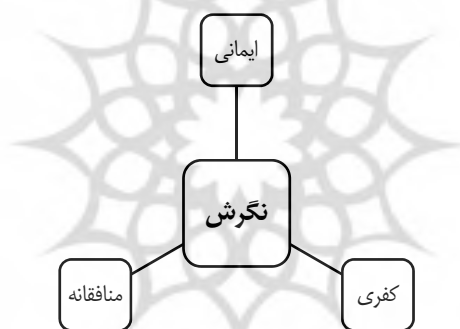 ایمانی
نگرش
کفری
منافقانه